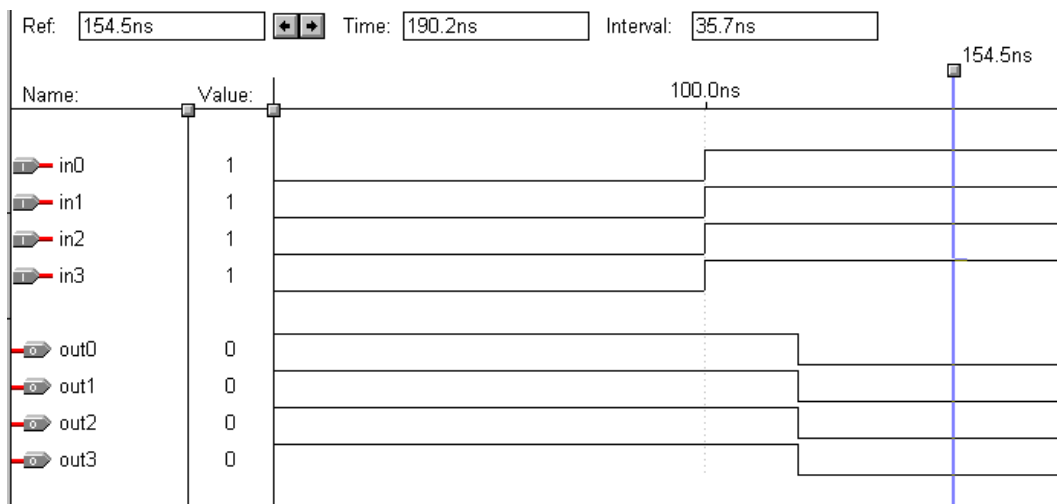 Ref: 154.5ns Time: 190.2ns Interval: 35.7ns
154.5ns
Name: Value: 100.0ns
I in0 1
I in1 1
I in2 1
I in3 1
O out0 0
O out1 0
O out2 0
O out3 0